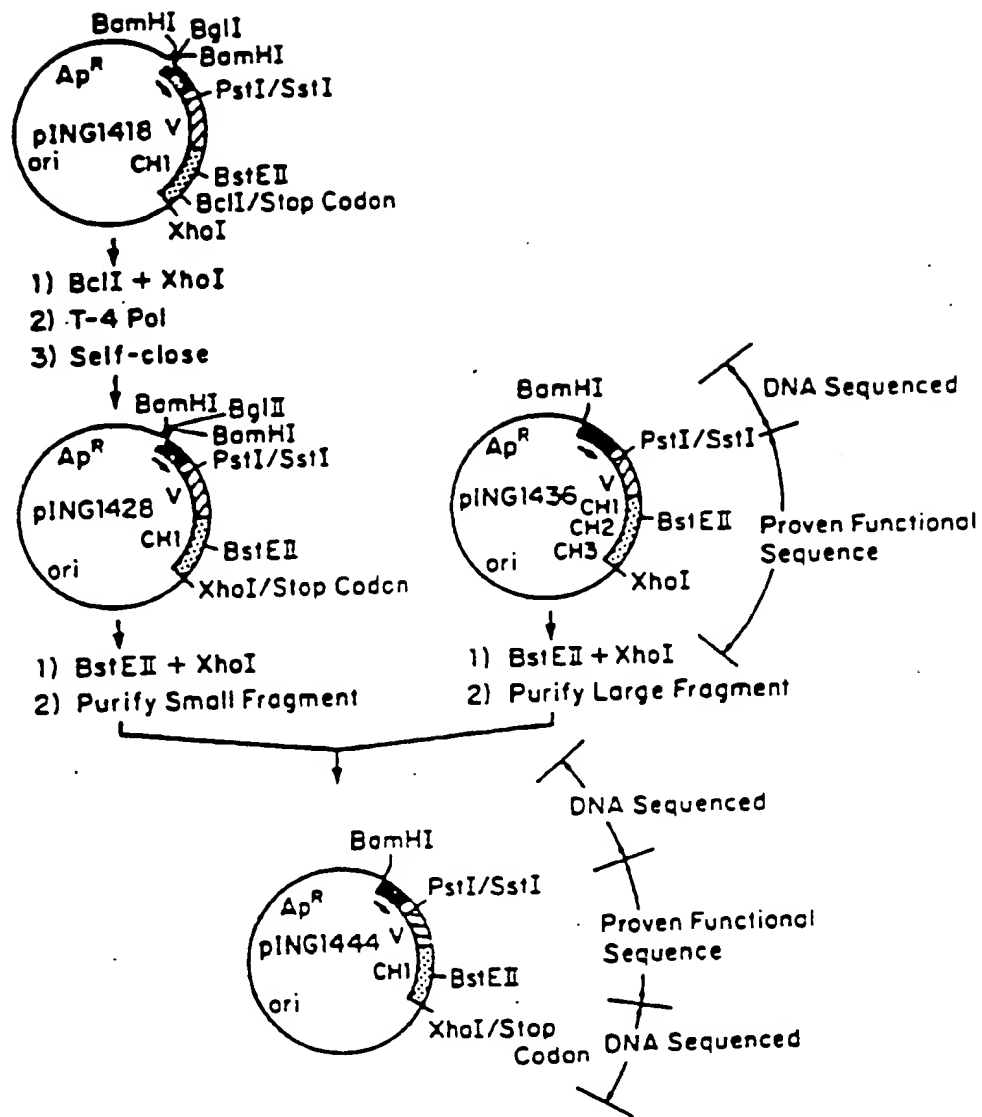 BamHI
BglI
BamHI
Ap^R
PstI/SstI
pING1418
V
ori
CH1
BstEII
BclI/Stop Codon
XhoI
1) BclI + XhoI
2) T-4 Pol
3) Self-close
BamHI
BglII
BamHI
Ap^R
PstI/SstI
pING1428
V
CH1
BstEII
ori
XhoI/Stop Codon
1) BstEII + XhoI
2) Purify Small Fragment
BamHI
DNA Sequenced
Ap^R
PstI/SstI
V
pING1436
CH1
CH2
BstEII
CH3
Proven Functional
Sequence
ori
XhoI
1) BstEII + XhoI
2) Purify Large Fragment
DNA Sequenced
BamHI
PstI/SstI
Ap^R
pING1444
V
CH1
BstEII
Proven Functional
Sequence
ori
XhoI/Stop
Codon
DNA Sequenced